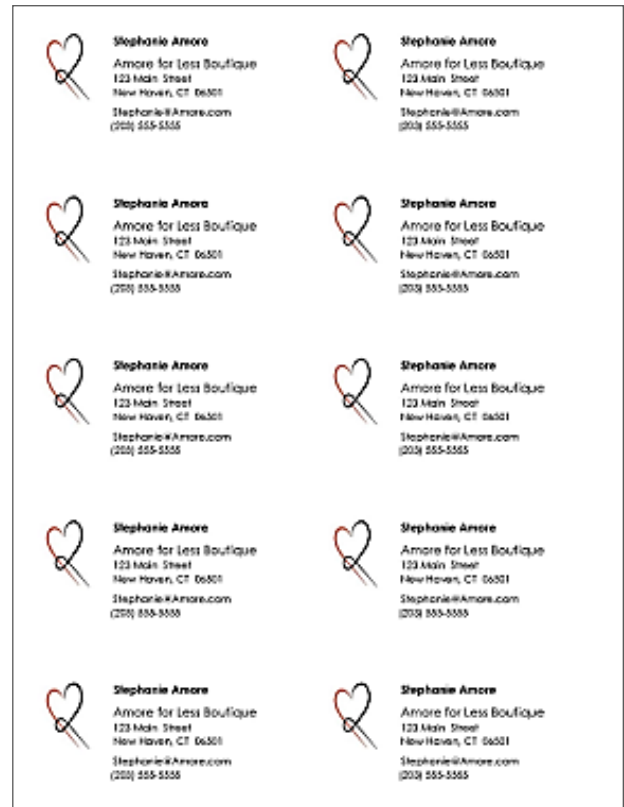 Stephanie Amore
Amore for Less Boutique
123 Main Street
New Haven, CT 06501
Stephanie@Amore.com
(203) 555-5555
Stephanie Amore
Amore for Less Boutique
123 Main Street
New Haven, CT 06501
Stephanie@Amore.com
(203) 555-5555
Stephanie Amore
Amore for Less Boutique
123 Main Street
New Haven, CT 06501
Stephanie@Amore.com
(203) 555-5555
Stephanie Amore
Amore for Less Boutique
123 Main Street
New Haven, CT 06501
Stephanie@Amore.com
(203) 555-5555
Stephanie Amore
Amore for Less Boutique
123 Main Street
New Haven, CT 06501
Stephanie@Amore.com
(203) 555-5555
Stephanie Amore
Amore for Less Boutique
123 Main Street
New Haven, CT 06501
Stephanie@Amore.com
(203) 555-5555
Stephanie Amore
Amore for Less Boutique
123 Main Street
New Haven, CT 06501
Stephanie@Amore.com
(203) 555-5555
Stephanie Amore
Amore for Less Boutique
123 Main Street
New Haven, CT 06501
Stephanie@Amore.com
(203) 555-5555
Stephanie Amore
Amore for Less Boutique
123 Main Street
New Haven, CT 06501
Stephanie@Amore.com
(203) 555-5555
Stephanie Amore
Amore for Less Boutique
123 Main Street
New Haven, CT 06501
Stephanie@Amore.com
(203) 555-5555